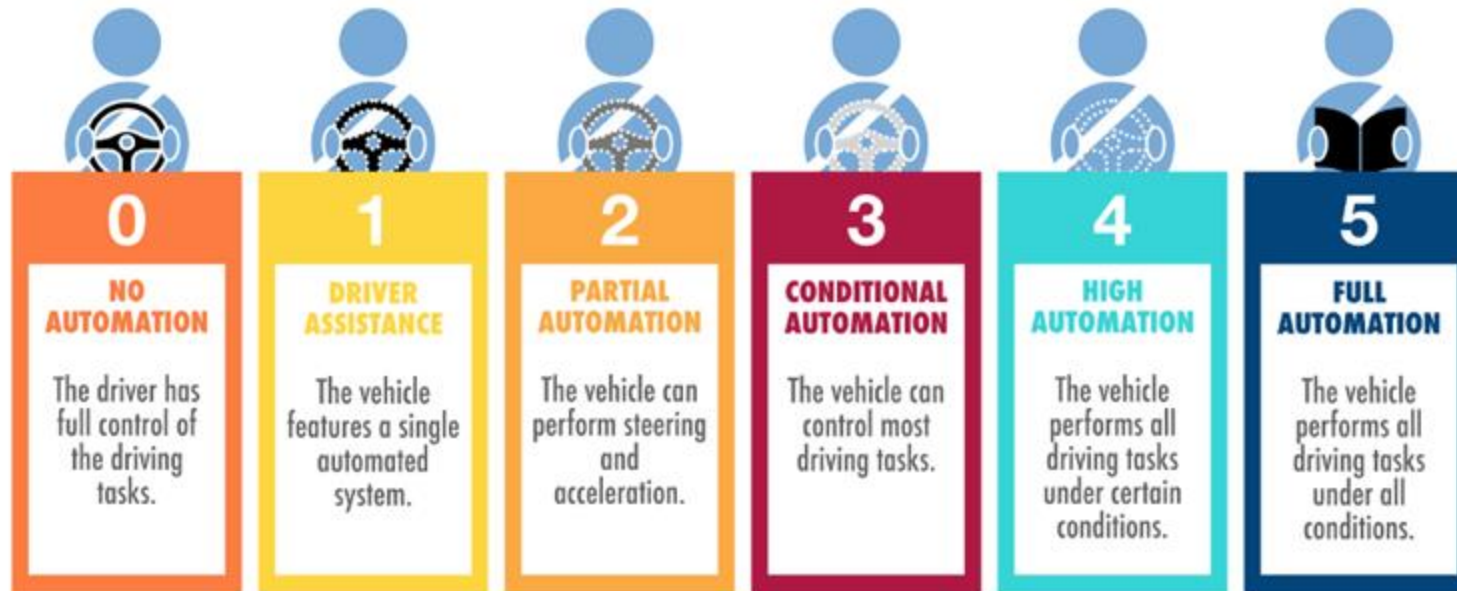 0
NO
AUTOMATION
The driver has
full control of
the driving
tasks.
1
DRIVER
ASSISTANCE
The vehicle
features a single
automated
system.
2
PARTIAL
AUTOMATION
The vehicle can
perform steering
and
acceleration.
3
CONDITIONAL
AUTOMATION
The vehicle can
control most
driving tasks.
4
HIGH
AUTOMATION
The vehicle
performs all
driving tasks
under certain
conditions.
5
FULL
AUTOMATION
The vehicle
performs all
driving tasks
under all
conditions.